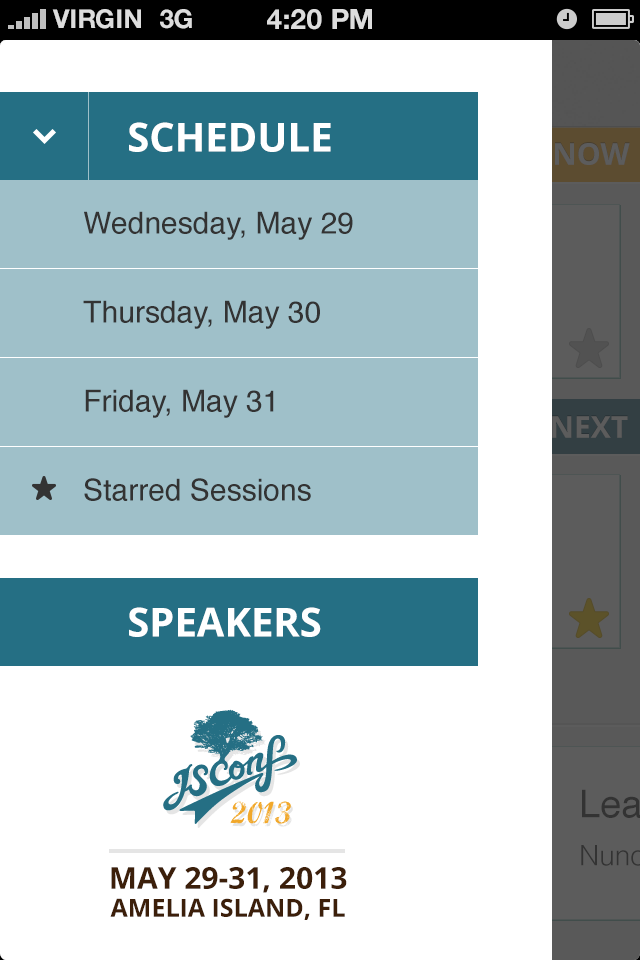 VIRGIN 3G 4:20 PM
SCHEDULE
NOW
Wednesday, May 29
Thursday, May 30
Friday, May 31
NEXT
Starred Sessions
SPEAKERS
JSConf
2013
Lea
Nunc
MAY 29-31, 2013
AMELIA ISLAND, FL